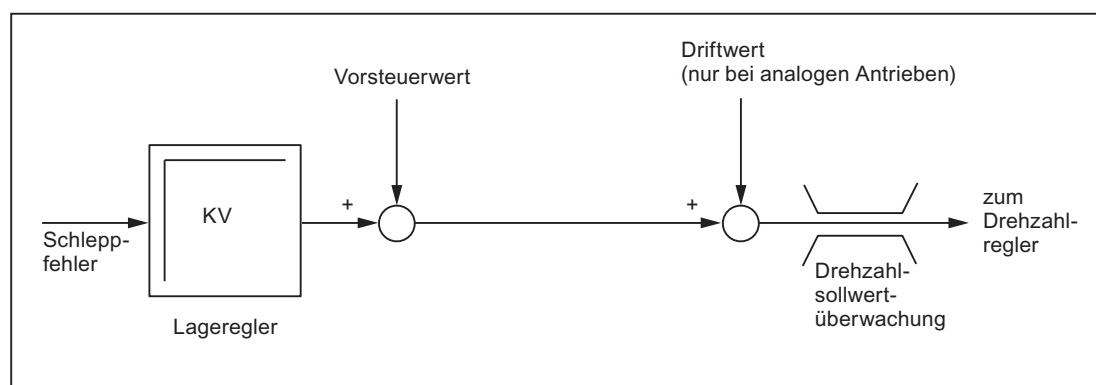 Driftwert
(nur bei analogen Antrieben)
Vorsteuerwert
+
+
KV
zum
Drehzahl-
regler
Schlepp-
fehler
Drehzahl-
sollwert-
überwachung
Lageregler